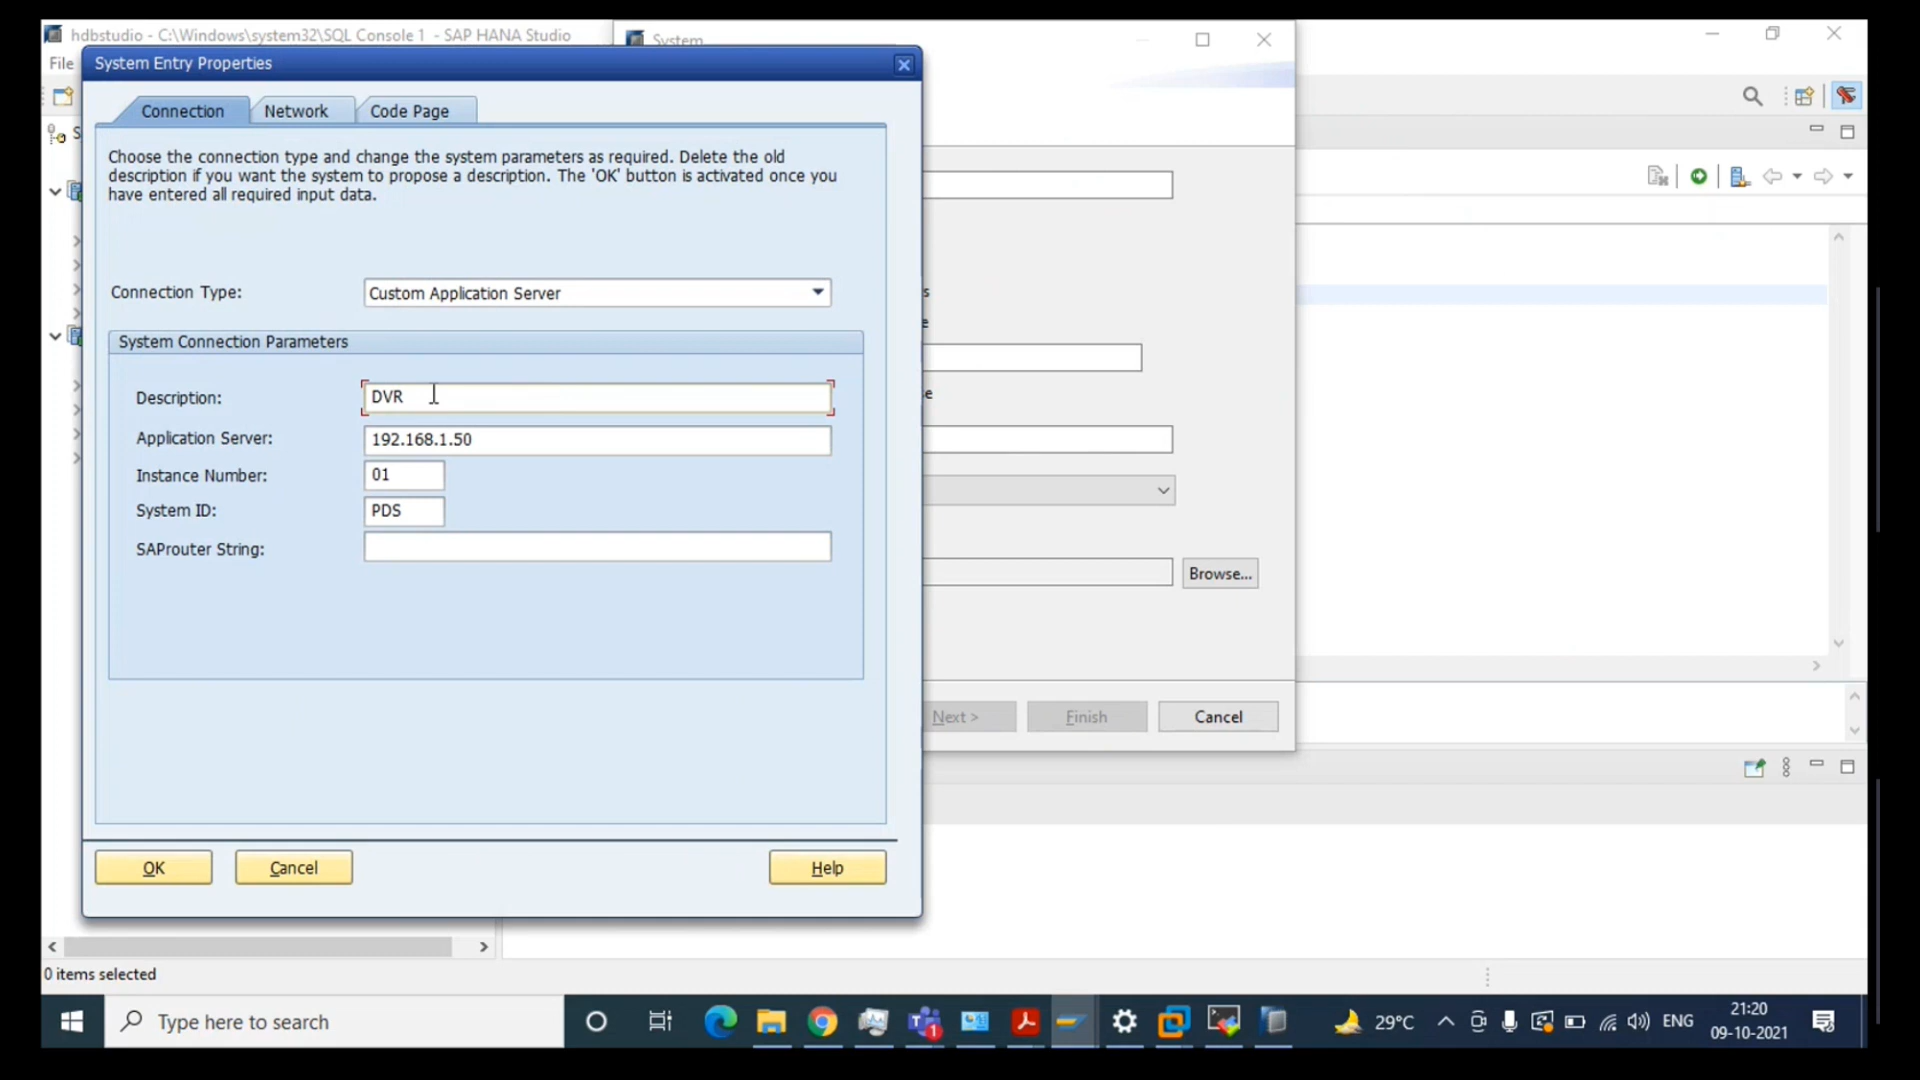 hdbstudio - C:\Windows\system32\SQL Console 1 - SAP HANA Studio
System
File
System Entry Properties
Connection
Network
Code Page
Choose the connection type and change the system parameters as required. Delete the old
description if you want the system to propose a description. The 'OK' button is activated once you
have entered all required input data.
Connection Type:
Custom Application Server
System Connection Parameters
Description:
DVR
Application Server:
192.168.1.50
Instance Number:
01
System ID:
PDS
SAProuter String:
Browse...
Next >
Finish
Cancel
OK
Cancel
Help
0 items selected
Type here to search
1
29°C
ENG
21:20
09-10-2021